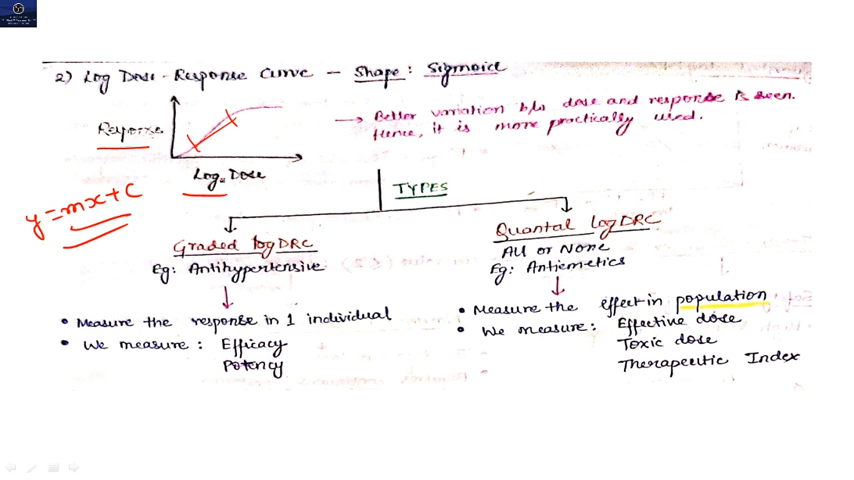 2) Log Dose-Response Curve – Shape: Sigmoid
Response
Log Dose
→ Better variation b/w dose and response is seen.
Hence, it is more practically used.
y = mx + c
TYPES
Graded log DRC
Eg: Antihypertensive
• Measure the response in 1 individual
• We measure: Efficacy
Potency
Quantal log DRC
All or None
Eg: Antiemetics
• Measure the effect in population
• We measure: Effective dose
Toxic dose
Therapeutic Index